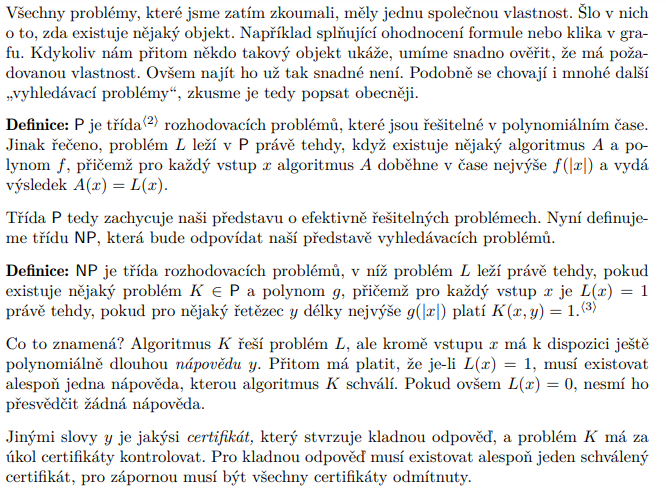 Všechny problémy, které jsme zatím zkoumali, měly jednu společnou vlastnost. Šlo v nich
o to, zda existuje nějaký objekt. Například splňující ohodnocení formule nebo klika v gra-
fu. Kdykoliv nám přitom někdo takový objekt ukáže, umíme snadno ověřit, že má poža-
dovanou vlastnost. Ovšem najít ho už tak snadné není. Podobně se chovají i mnohé další
„vyhledávací problémy“, zkusme je tedy popsat obecněji.
Definice: P je třída⟨2⟩ rozhodovacích problémů, které jsou řešitelné v polynomiálním čase.
Jinak řečeno, problém L leží v P právě tehdy, když existuje nějaký algoritmus A a po-
lynom f, přičemž pro každý vstup x algoritmus A doběhne v čase nejvýše f(|x|) a vydá
výsledek A(x) = L(x).
Třída P tedy zachycuje naši představu o efektivně řešitelných problémech. Nyní definuje-
me třídu NP, která bude odpovídat naší představě vyhledávacích problémů.
Definice: NP je třída rozhodovacích problémů, v níž problém L leží právě tehdy, pokud
existuje nějaký problém K ∈ P a polynom g, přičemž pro každý vstup x je L(x) = 1
právě tehdy, pokud pro nějaký řetězec y délky nejvýše g(|x|) platí K(x, y) = 1.⟨3⟩
Co to znamená? Algoritmus K řeší problém L, ale kromě vstupu x má k dispozici ještě
polynomiálně dlouhou nápovědu y. Přitom má platit, že je-li L(x) = 1, musí existovat
alespoň jedna nápověda, kterou algoritmus K schválí. Pokud ovšem L(x) = 0, nesmí ho
přesvědčit žádná nápověda.
Jinými slovy y je jakýsi certifikát, který stvrzuje kladnou odpověď, a problém K má za
úkol certifikáty kontrolovat. Pro kladnou odpověď musí existovat alespoň jeden schválený
certifikát, pro zápornou musí být všechny certifikáty odmítnuty.